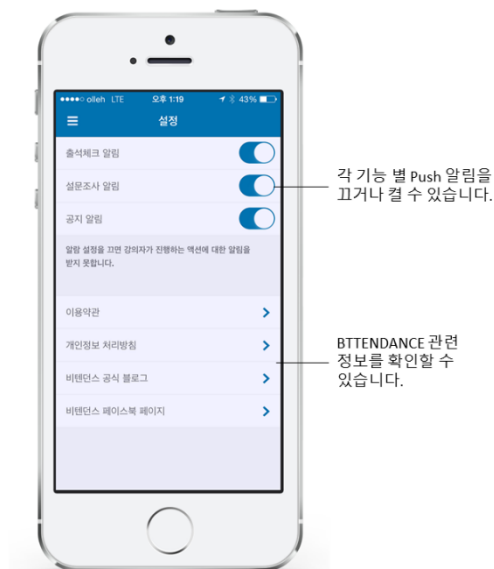 olleh LTE 오후 1:19 43%
설정
출석체크 알림
설문조사 알림
공지 알림
알람 설정을 끄면 강의자가 진행하는 액션에 대한 알림을
받지 못합니다.
이용약관
개인정보 처리방침
비텐던스 공식 블로그
비텐던스 페이스북 페이지
각 기능 별 Push 알림을
끄거나 켤 수 있습니다.
BTTENDANCE 관련
정보를 확인할 수
있습니다.